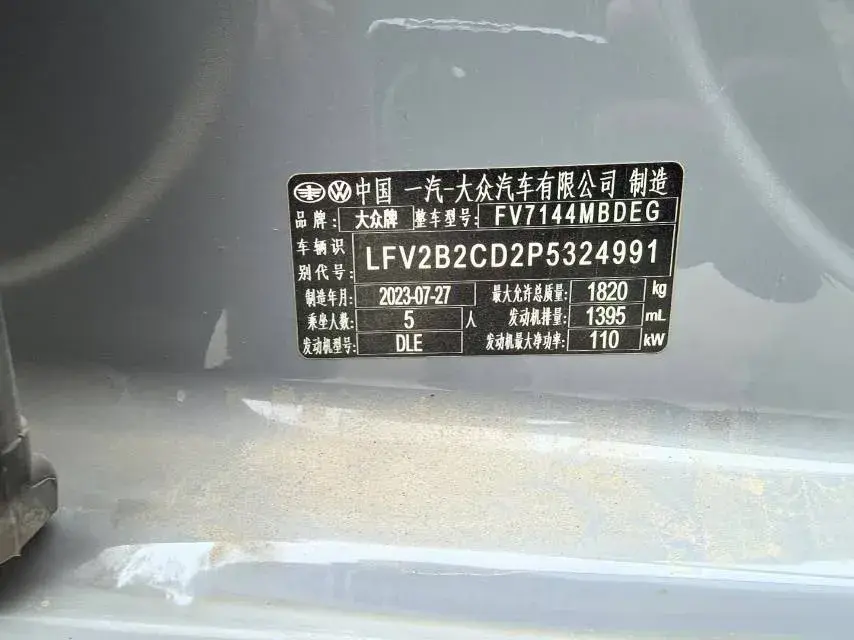 中国 一汽-大众汽车有限公司 制造
品牌: 大众牌 整车型号: FV7144MBDEG
车辆识别代号: LFV2B2CD2P5324991
制造年月: 2023-07-27 最大允许总质量: 1820 kg
乘坐人数: 5 人 发动机排量: 1395 mL
发动机型号: DLE 发动机最大净功率: 110 kW